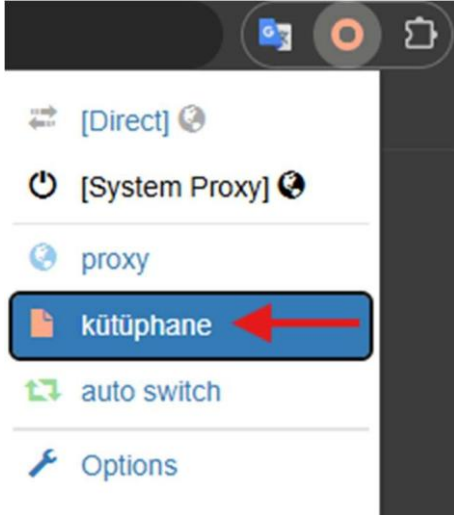 [Direct]
[System Proxy]
proxy
kütüphane
auto switch
Options